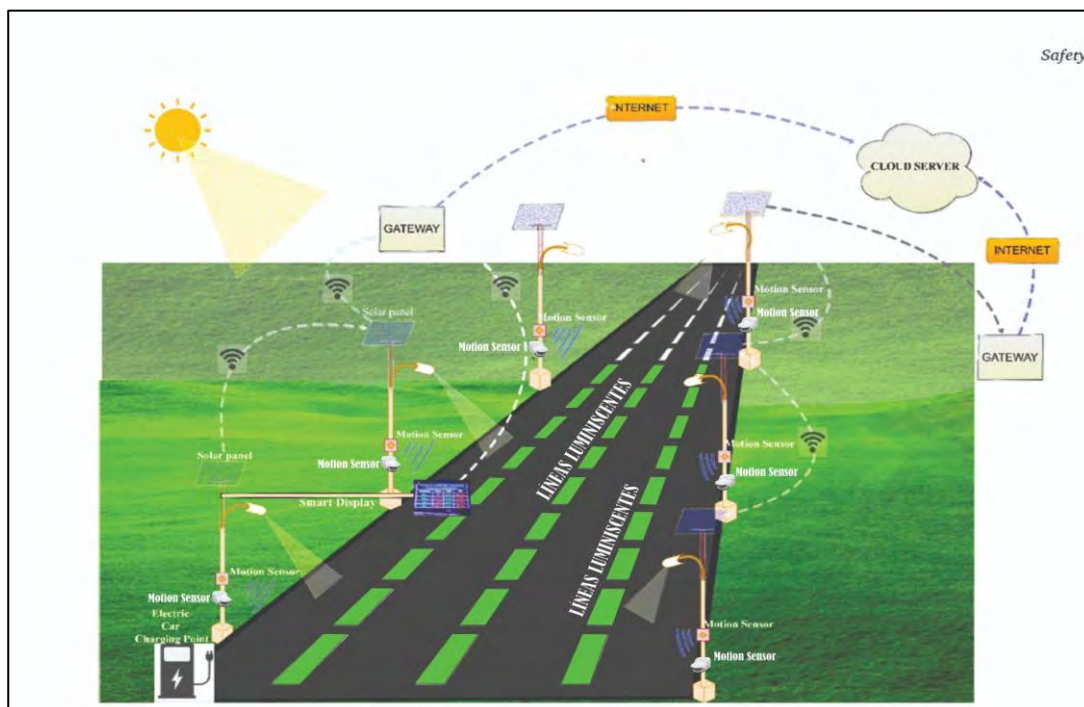 Safety
INTERNET
CLOUD SERVER
GATEWAY
INTERNET
Solar panel
Motion Sensor
Motion Sensor
Motion Sensor
Motion Sensor
GATEWAY
LÍNEAS LUMINISCENTES
Motion Sensor
Motion Sensor
Motion Sensor
Motion Sensor
Solar panel
Smart Display
LÍNEAS LUMINISCENTES
Motion Sensor
Motion Sensor
Electric
Car
Charging Point
Motion Sensor
Motion Sensor